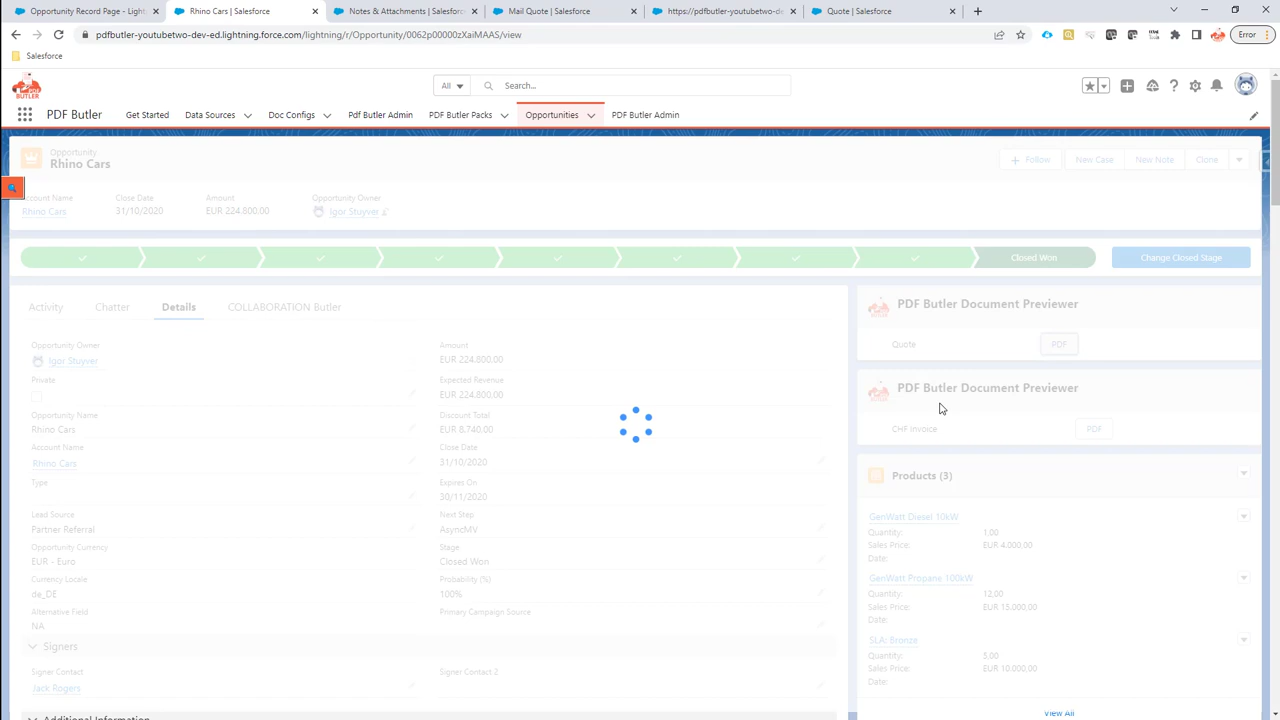 Opportunity Record Page - Lightn
Rhino Cars | Salesforce
Notes & Attachments | Salesforce
Mail Quote | Salesforce
https://pdfbutler-youtubetwo-de
Quote | Salesforce
pdfbutler-youtubetwo-dev-ed.lightning.force.com/lightning/r/Opportunity/0062p00000zXaiMAAS/view
Error
Salesforce
PDF BUTLER
All
Search...
PDF Butler
Get Started
Data Sources
Doc Configs
Pdf Butler Admin
PDF Butler Packs
Opportunities
PDF Butler Admin
Opportunity
Rhino Cars
Follow
New Case
New Note
Clone
Account Name
Close Date
Amount
Opportunity Owner
Rhino Cars
31/10/2020
EUR 224.800,00
Igor Stuyver
Closed Won
Change Closed Stage
Activity
Chatter
Details
COLLABORATION Butler
Opportunity Owner
Igor Stuyver
Private
Opportunity Name
Rhino Cars
Account Name
Rhino Cars
Type
Lead Source
Partner Referral
Opportunity Currency
EUR - Euro
Currency Locale
de_DE
Alternative Field
NA
Signers
Signer Contact
Jack Rogers
Additional Information
Amount
EUR 224.800,00
Expected Revenue
EUR 224.800,00
Discount Total
EUR 8.740,00
Close Date
31/10/2020
Expires On
30/11/2020
Next Step
AsyncMV
Stage
Closed Won
Probability (%)
100%
Primary Campaign Source
Signer Contact 2
PDF Butler Document Previewer
Quote
PDF
PDF Butler Document Previewer
CHF Invoice
PDF
Products (3)
GenWatt Diesel 10kW
Quantity: 1,00
Sales Price: EUR 4.000,00
Date:
GenWatt Propane 100kW
Quantity: 12,00
Sales Price: EUR 15.000,00
Date:
SLA: Bronze
Quantity: 5,00
Sales Price: EUR 10.000,00
Date:
View All